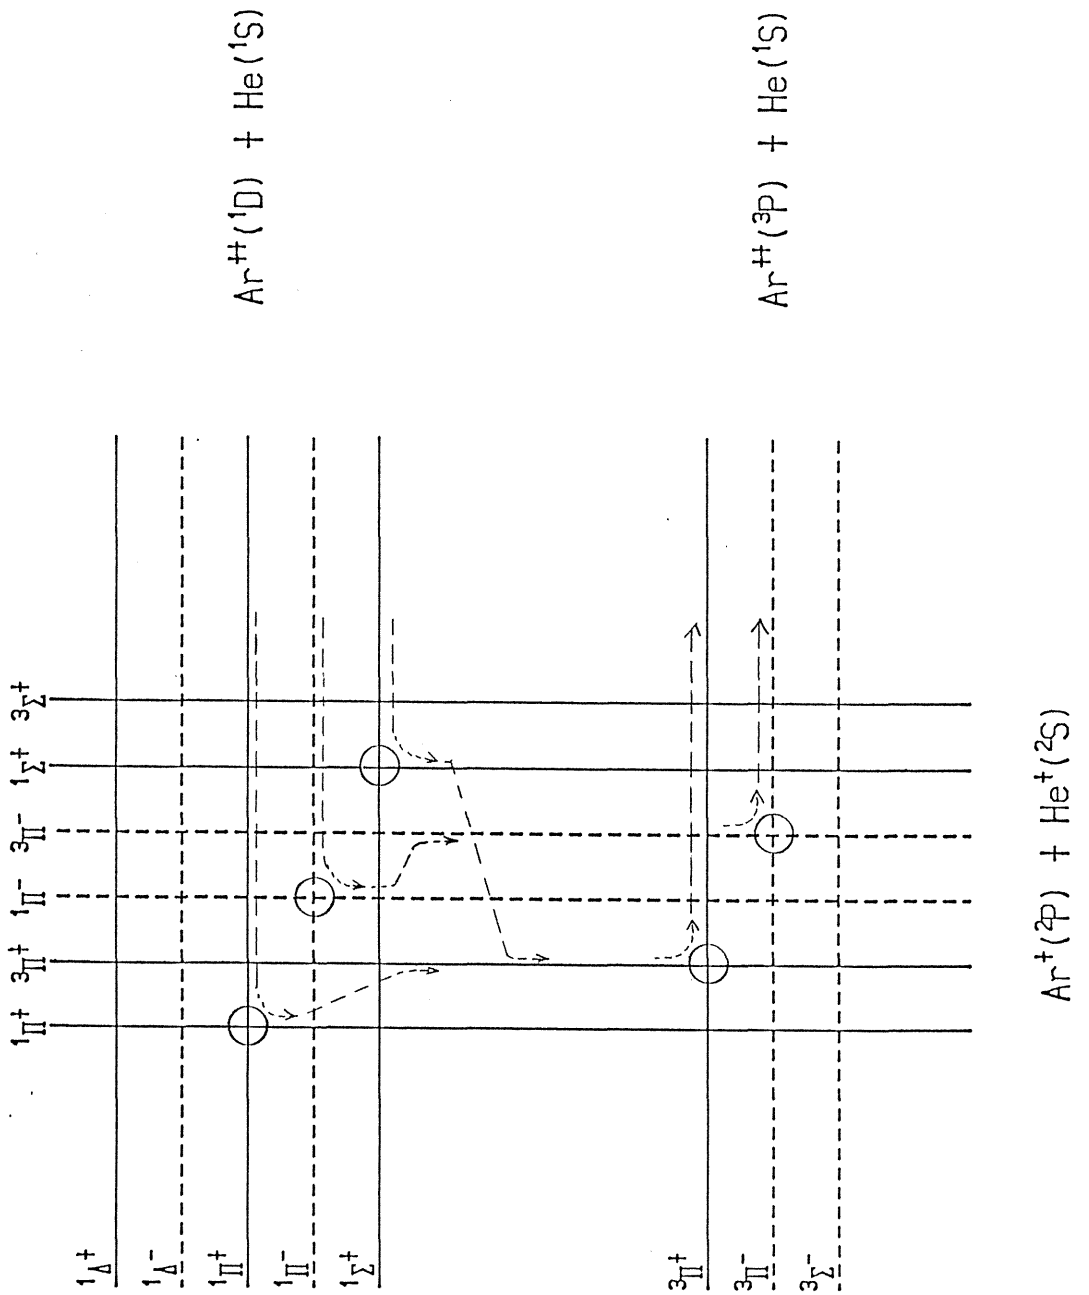 ¹Π⁺ ³Π⁺ ¹Π⁻ ³Π⁻ ¹Σ⁺ ³Σ⁺
¹Δ⁺
¹Δ⁻
¹Π⁺
¹Π⁻
¹Σ⁺
³Π⁺
³Π⁻
³Σ⁻
Ar⁺⁺(¹D) + He(¹S)
Ar⁺⁺(³P) + He(¹S)
Ar⁺(²P) + He⁺(²S)